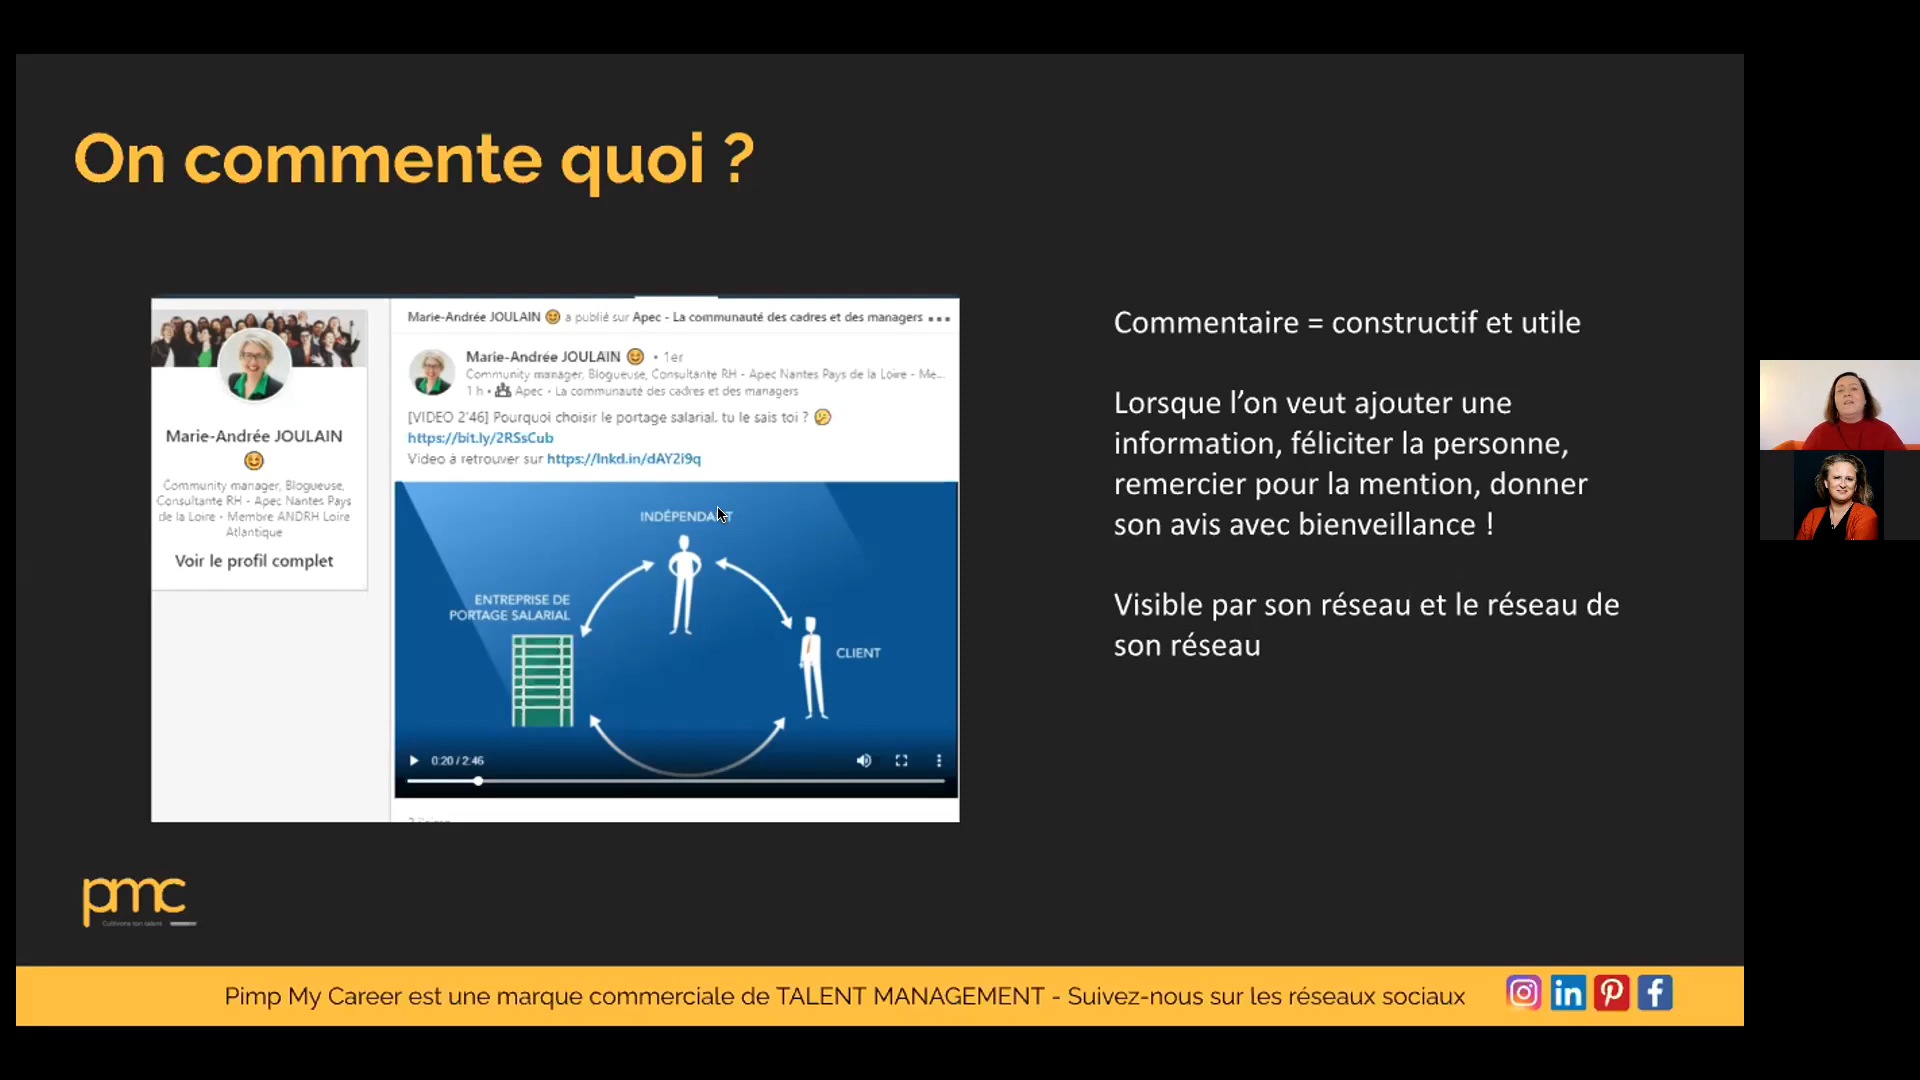 On commente quoi ?
Marie-Andrée JOULAIN
Community manager, Blogueuse,
Consultante RH - Apec Nantes Pays
de la Loire - Membre ANDRH Loire
Atlantique
Voir le profil complet
Marie-Andrée JOULAIN a publié sur Apec - La communauté des cadres et des managers
Marie-Andrée JOULAIN • 1er
Community manager, Blogueuse, Consultante RH - Apec Nantes Pays de la Loire - Me...
1 h • Apec - La communauté des cadres et des managers
[VIDEO 2'46] Pourquoi choisir le portage salarial, tu le sais toi ?
https://bit.ly/2RSsCub
Video à retrouver sur https://lnkd.in/dAY2i9q
INDÉPENDANT
ENTREPRISE DE
PORTAGE SALARIAL
CLIENT
0:20 / 2:46
Commentaire = constructif et utile
Lorsque l’on veut ajouter une
information, féliciter la personne,
remercier pour la mention, donner
son avis avec bienveillance !
Visible par son réseau et le réseau de
son réseau
pmc
Cultivons ton talent
Pimp My Career est une marque commerciale de TALENT MANAGEMENT - Suivez-nous sur les réseaux sociaux